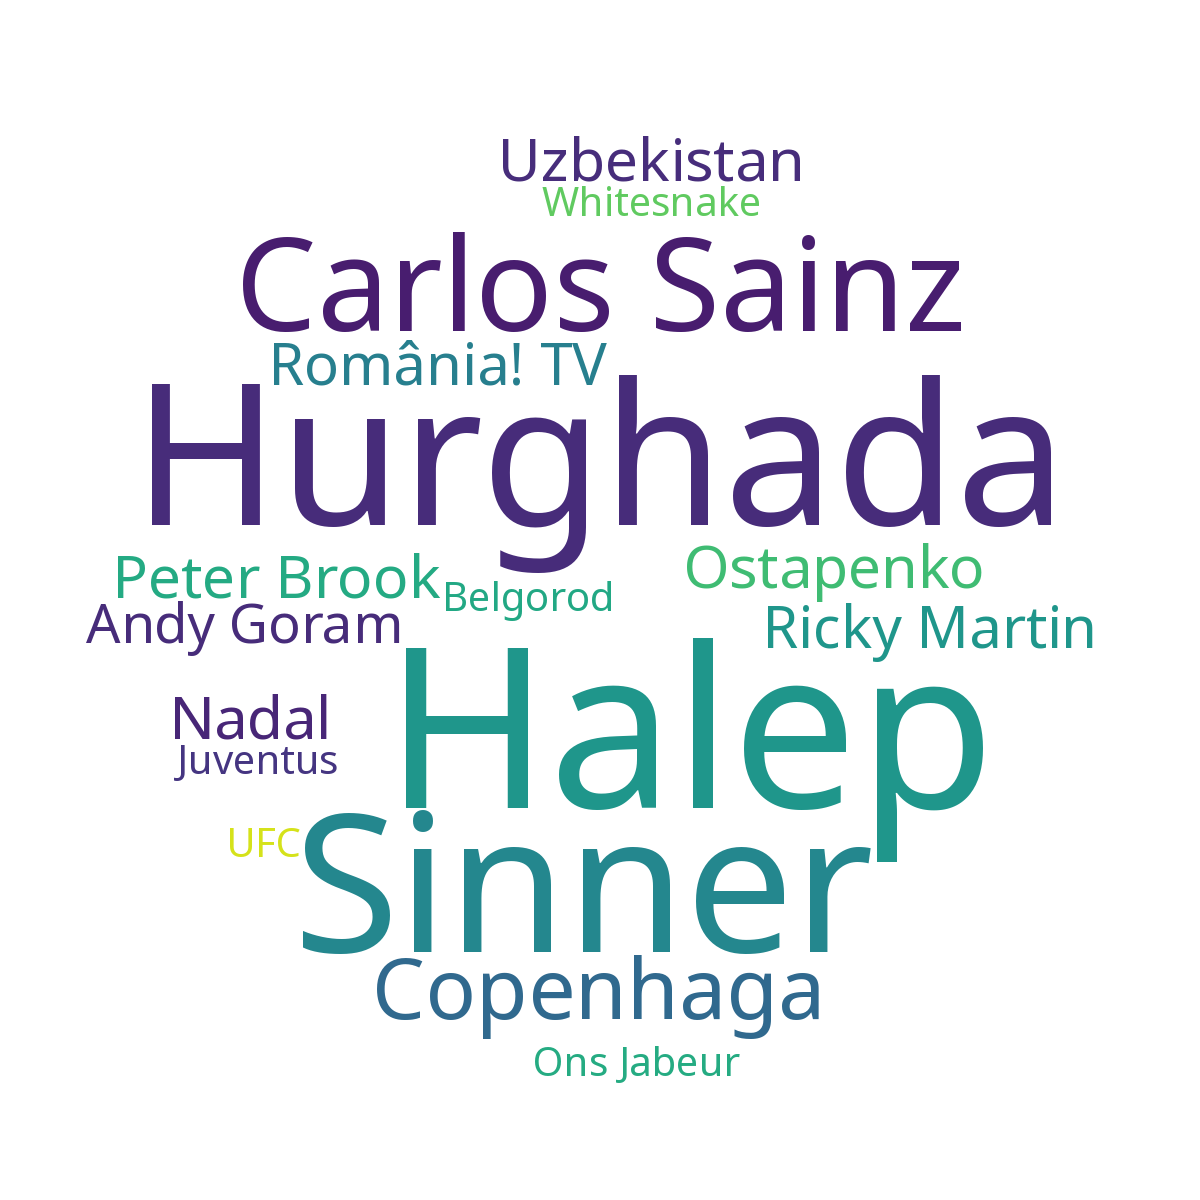 Uzbekistan
Whitesnake
Carlos Sainz
România! TV
Hurghada
Peter Brook
Ostapenko
Belgorod
Andy Goram
Ricky Martin
Halep
Nadal
Juventus
UFC
Sinner
Copenhaga
Ons Jabeur